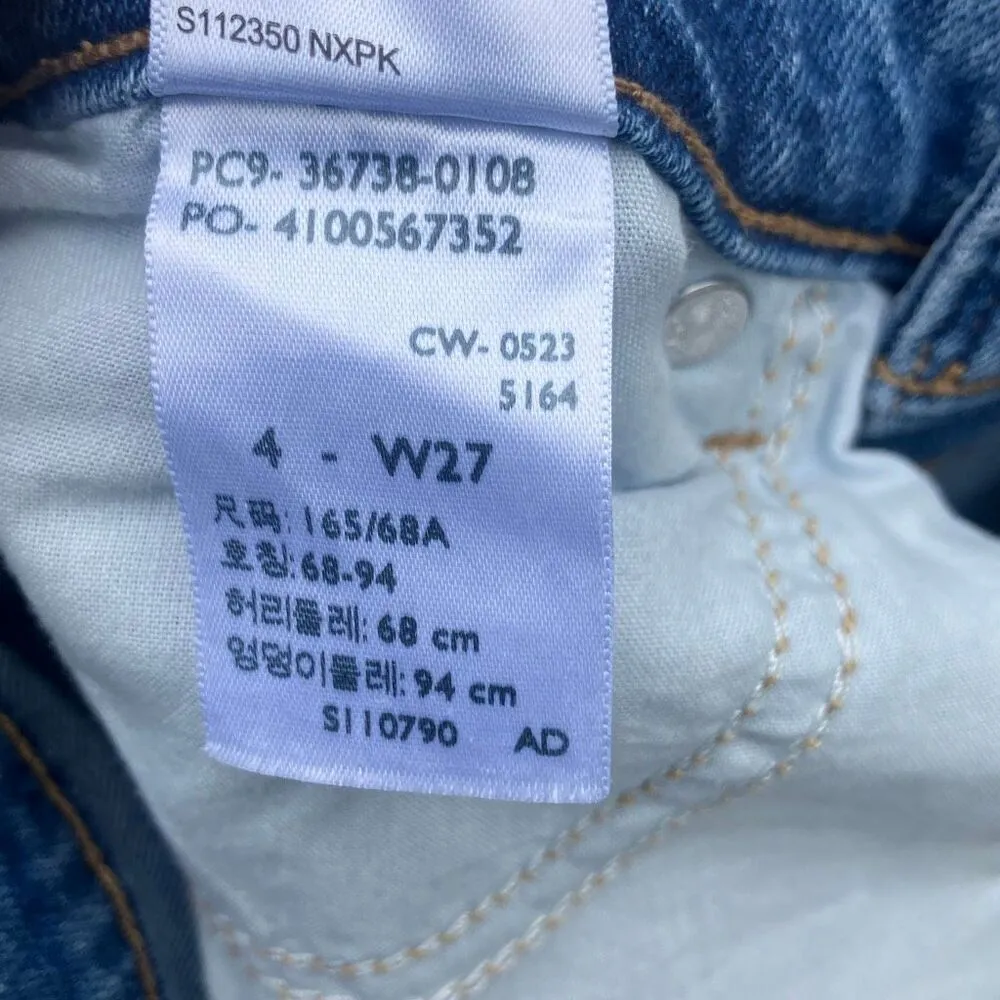 S112350 NXPK
PC9- 36738-0108
PO- 4100567352
CW- 0523
5164
4 - W27
尺码: 165/68A
호칭: 68-94
허리둘레: 68 cm
엉덩이둘레: 94 cm
S110790 AD